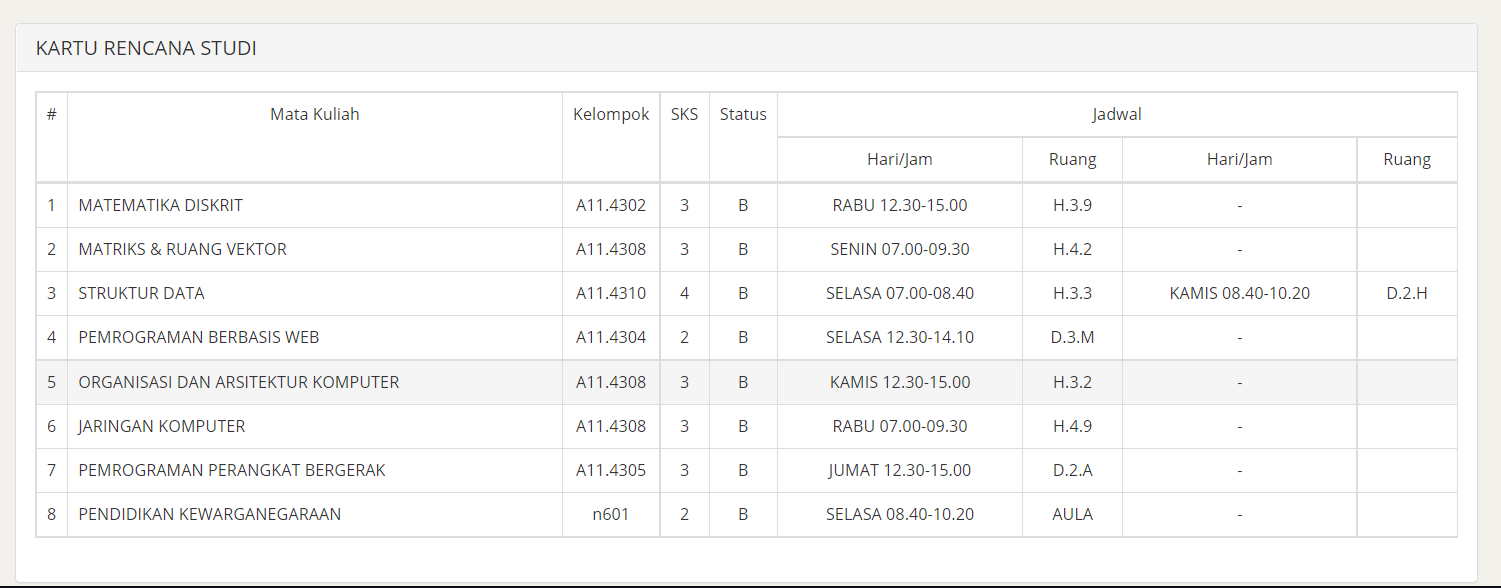 KARTU RENCANA STUDI
# Mata Kuliah Kelompok SKS Status Jadwal
Hari/Jam Ruang Hari/Jam Ruang
1 MATEMATIKA DISKRIT A11.4302 3 B RABU 12.30-15.00 H.3.9 -
2 MATRIKS & RUANG VEKTOR A11.4308 3 B SENIN 07.00-09.30 H.4.2 -
3 STRUKTUR DATA A11.4310 4 B SELASA 07.00-08.40 H.3.3 KAMIS 08.40-10.20 D.2.H
4 PEMROGRAMAN BERBASIS WEB A11.4304 2 B SELASA 12.30-14.10 D.3.M -
5 ORGANISASI DAN ARSITEKTUR KOMPUTER A11.4308 3 B KAMIS 12.30-15.00 H.3.2 -
6 JARINGAN KOMPUTER A11.4308 3 B RABU 07.00-09.30 H.4.9 -
7 PEMROGRAMAN PERANGKAT BERGERAK A11.4305 3 B JUMAT 12.30-15.00 D.2.A -
8 PENDIDIKAN KEWARGANEGARAAN n601 2 B SELASA 08.40-10.20 AULA -